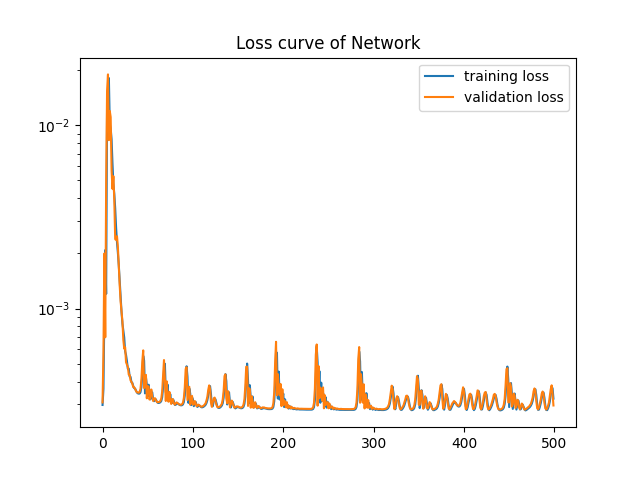 Loss curve of Network
training loss
validation loss
10⁻²
10⁻³
0 100 200 300 400 500